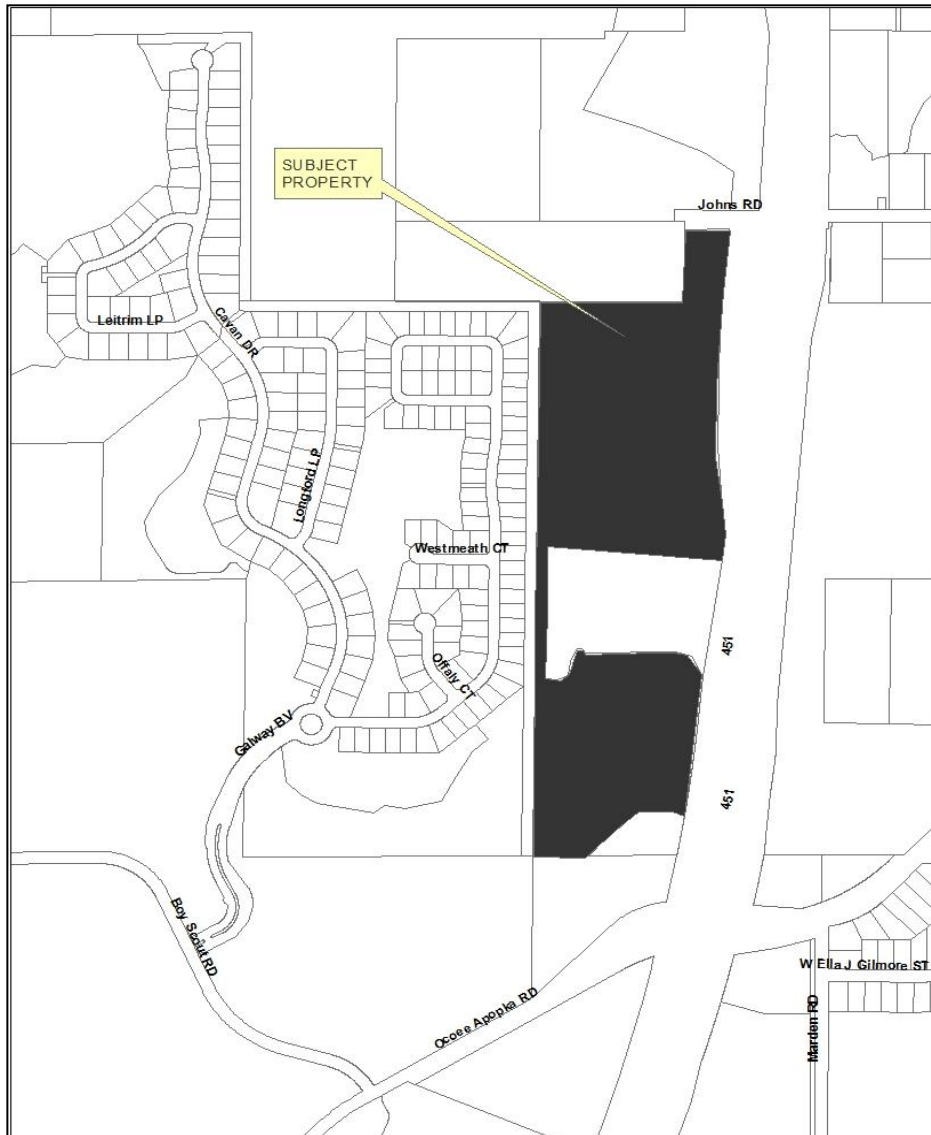 SUBJECT
PROPERTY
Johns RD
Leitrim LP
Cavan DR
Longford LP
Westmeath CT
Offaly CT
451
Galway BV
451
Boy Scout RD
W Ella J Gilmore ST
Ocoee Apopka RD
Marden RD